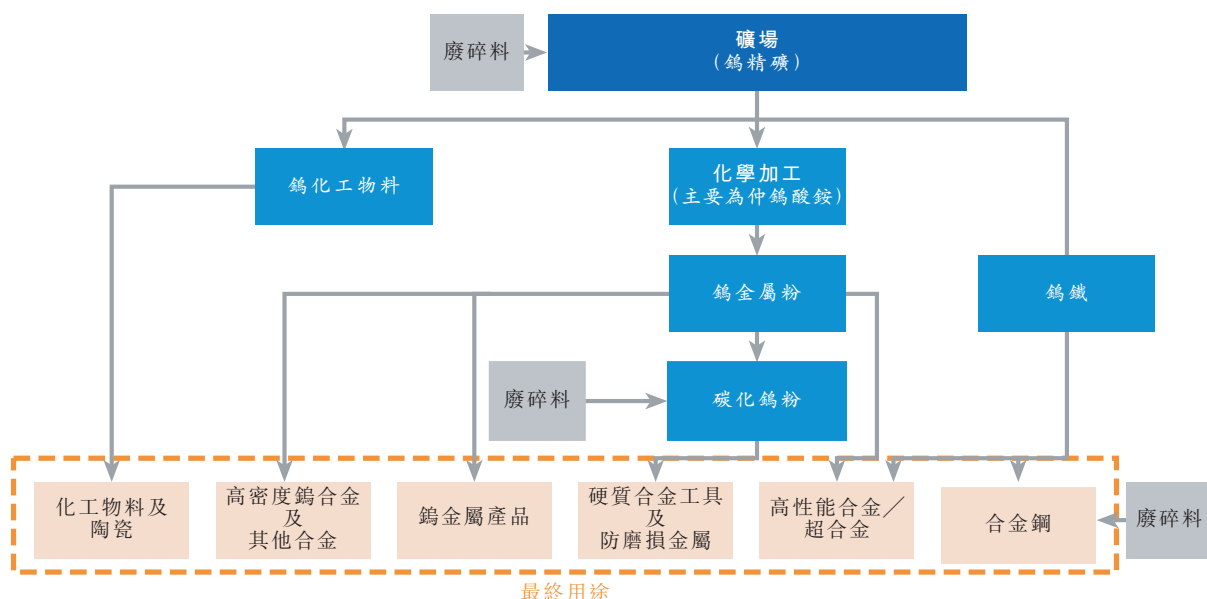 廢碎料
礦場
(鎢精礦)
鎢化工物料
化學加工
(主要為仲鎢酸銨)
鎢金屬粉
鎢鐵
廢碎料
碳化鎢粉
化工物料及
陶瓷
高密度鎢合金
及
其他合金
鎢金屬產品
硬質合金工具
及
防磨損金屬
高性能合金／
超合金
合金鋼
廢碎料
最終用途